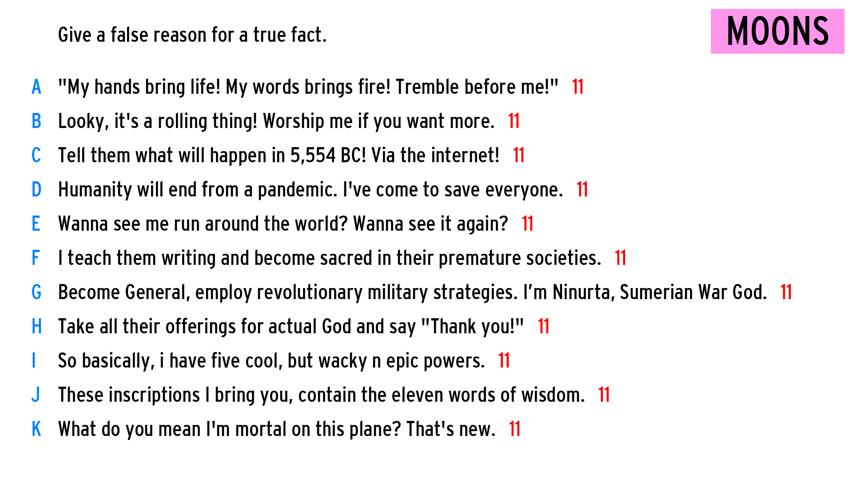 Give a false reason for a true fact.
MOONS
A "My hands bring life! My words brings fire! Tremble before me!" 11
B Looky, it's a rolling thing! Worship me if you want more. 11
C Tell them what will happen in 5,554 BC! Via the internet! 11
D Humanity will end from a pandemic. I've come to save everyone. 11
E Wanna see me run around the world? Wanna see it again? 11
F I teach them writing and become sacred in their premature societies. 11
G Become General, employ revolutionary military strategies. I'm Ninurta, Sumerian War God. 11
H Take all their offerings for actual God and say "Thank you!" 11
I So basically, i have five cool, but wacky n epic powers. 11
J These inscriptions I bring you, contain the eleven words of wisdom. 11
K What do you mean I'm mortal on this plane? That's new. 11